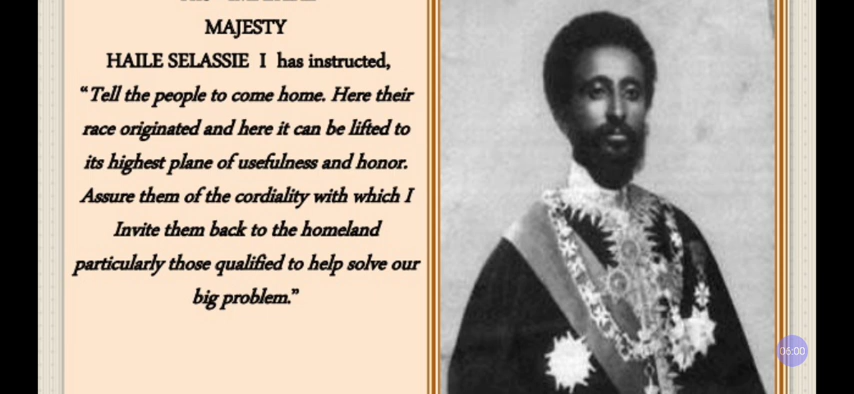 MAJESTY
HAILE SELASSIE I has instructed,
“Tell the people to come home. Here their
race originated and here it can be lifted to
its highest plane of usefulness and honor.
Assure them of the cordiality with which I
Invite them back to the homeland
particularly those qualified to help solve our
big problem.”
06:00